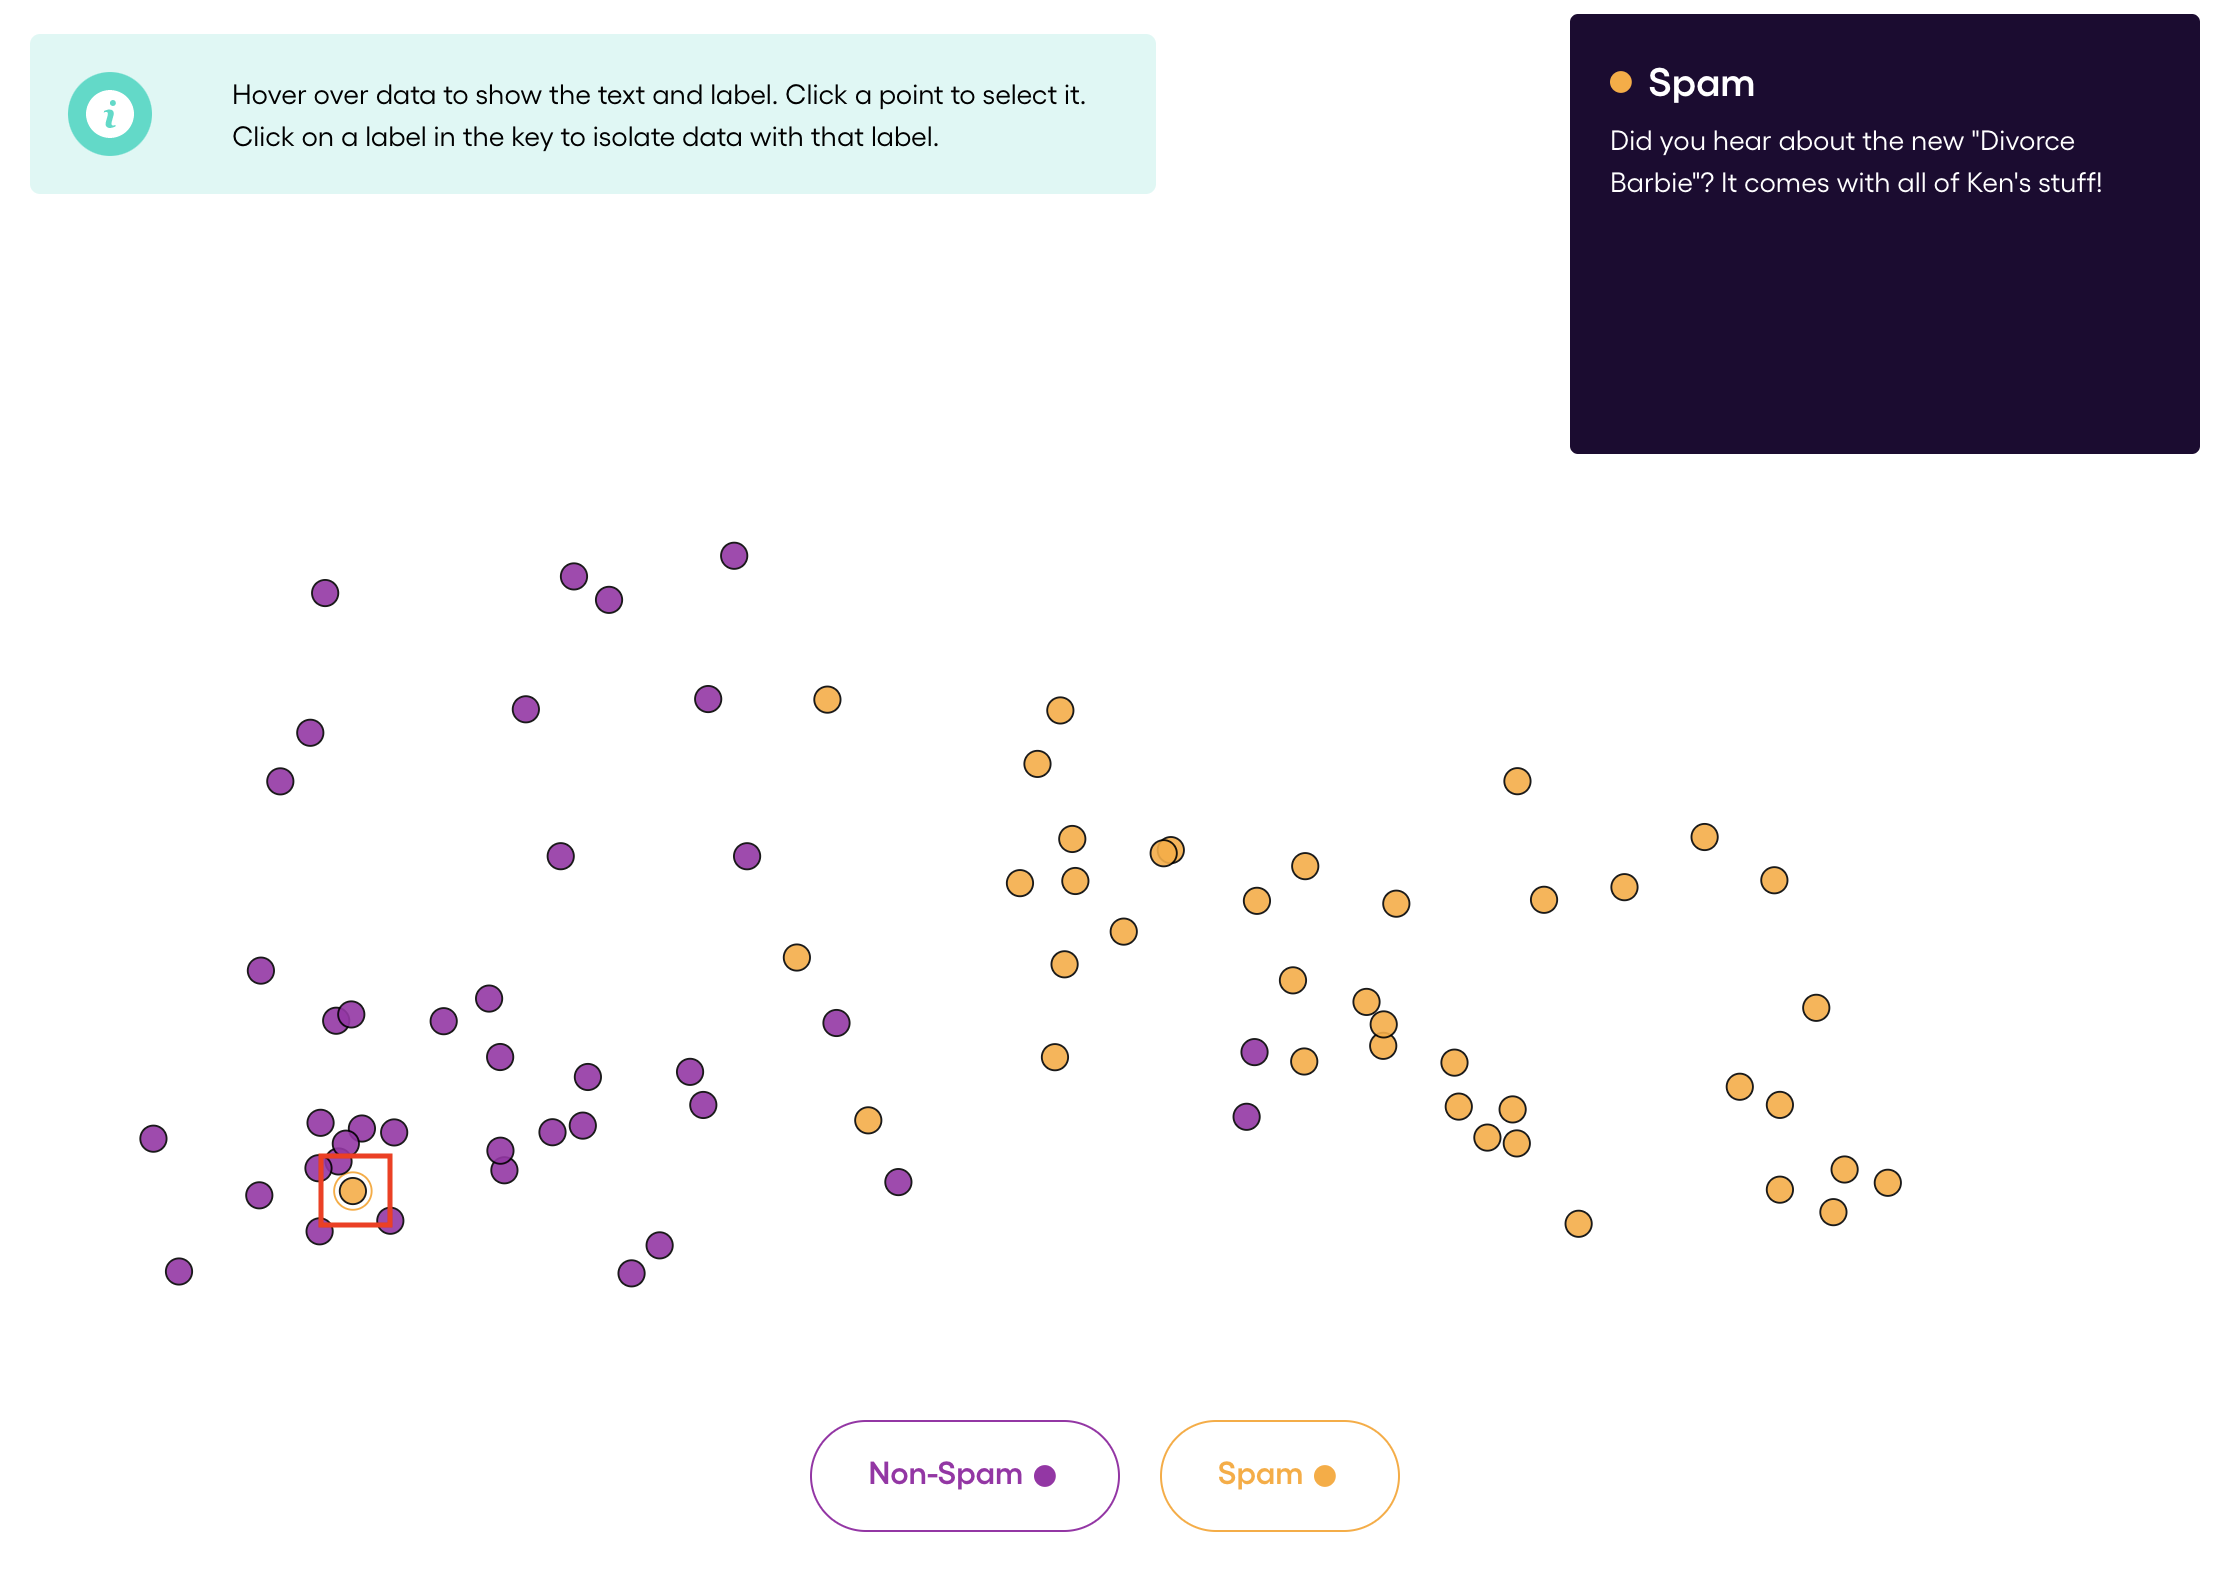 Hover over data to show the text and label. Click a point to select it.
Click on a label in the key to isolate data with that label.
Spam
Did you hear about the new "Divorce
Barbie"? It comes with all of Ken's stuff!
Non-Spam
Spam